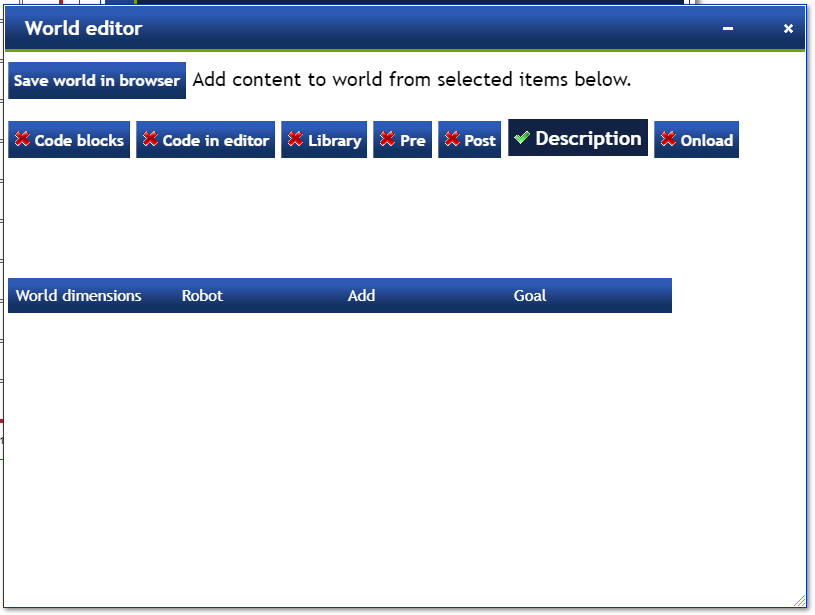 World editor
Save world in browser Add content to world from selected items below.
Code blocks Code in editor Library Pre Post Description Onload
World dimensions Robot Add Goal